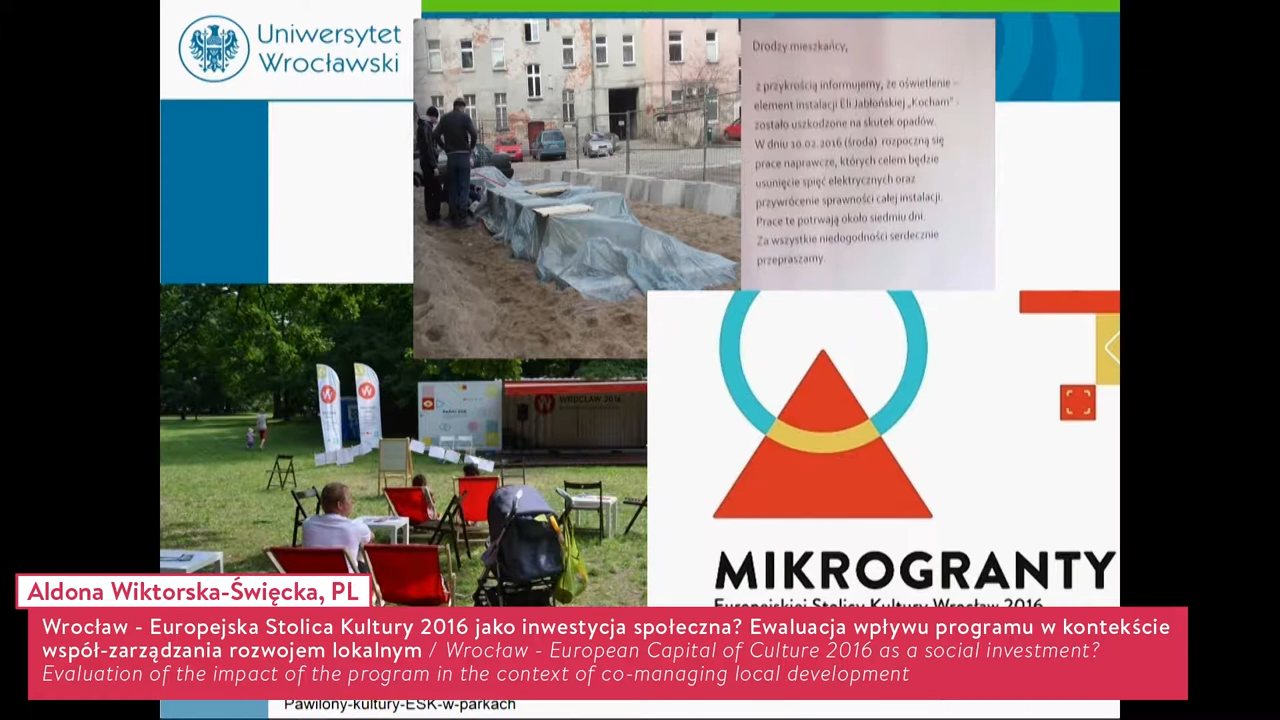 Uniwersytet
Wrocławski
Drodzy mieszkańcy,
z przykrością informujemy, że oświetlenie –
element instalacji Eli Jabłońskiej „Kocham" -
zostało uszkodzone na skutek opadów.
W dniu 10.02.2016 (środa) rozpoczną się
prace naprawcze, których celem będzie
usunięcie spięć elektrycznych oraz
przywrócenie sprawności całej instalacji.
Prace te potrwają około siedmiu dni.
Za wszystkie niedogodności serdecznie
przepraszamy.
WROCŁAW 2016
MIKROGRANTY
Europejskiej Stolicy Kultury Wrocław 2016
Aldona Wiktorska-Święcka, PL
Wrocław - Europejska Stolica Kultury 2016 jako inwestycja społeczna? Ewaluacja wpływu programu w kontekście
współ-zarządzania rozwojem lokalnym / Wrocław - European Capital of Culture 2016 as a social investment?
Evaluation of the impact of the program in the context of co-managing local development
Pawilony-kultury-ESK-w-parkach